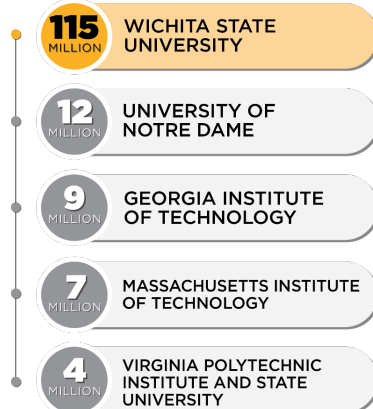 115
MILLION
WICHITA STATE
UNIVERSITY
12
MILLION
UNIVERSITY OF
NOTRE DAME
9
MILLION
GEORGIA INSTITUTE
OF TECHNOLOGY
7
MILLION
MASSACHUSETTS INSTITUTE
OF TECHNOLOGY
4
MILLION
VIRGINIA POLYTECHNIC
INSTITUTE AND STATE
UNIVERSITY